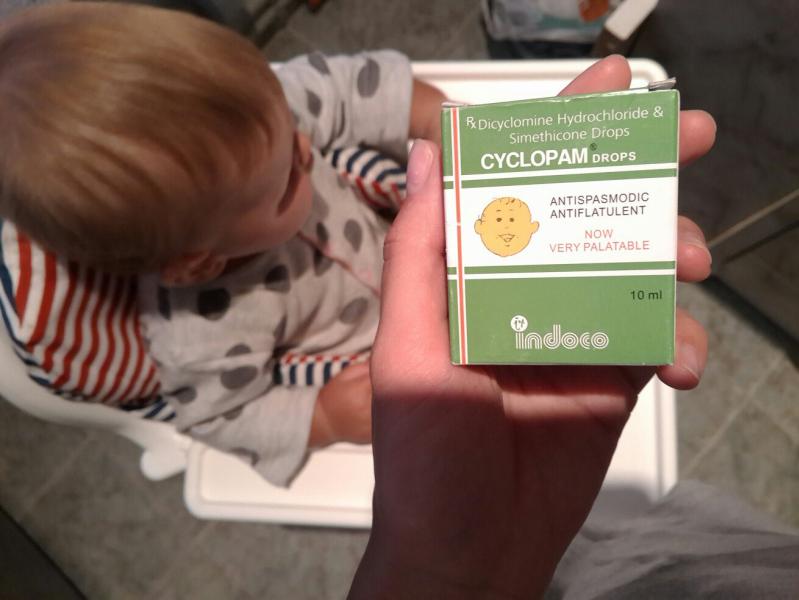 ℞ Dicyclomine Hydrochloride &
Simethicone Drops
CYCLOPAM® DROPS
ANTISPASMODIC
ANTIFLATULENT
NOW
VERY PALATABLE
10 ml
indoco